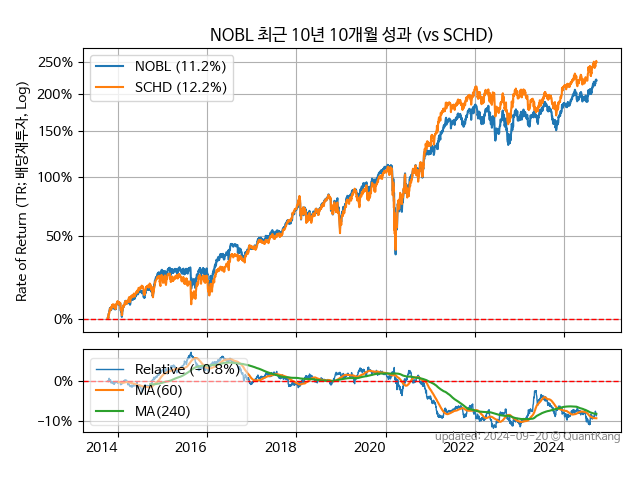 NOBL 최근 10년 10개월 성과 (vs SCHD)
Rate of Return (TR; 배당재투자, Log)
250%
200%
150%
100%
50%
0%
NOBL (11.2%)
SCHD (12.2%)
0%
−10%
Relative (−0.8%)
MA(60)
MA(240)
2014 2016 2018 2020 2022 2024
updated: 2024-09-20 © QuantKang